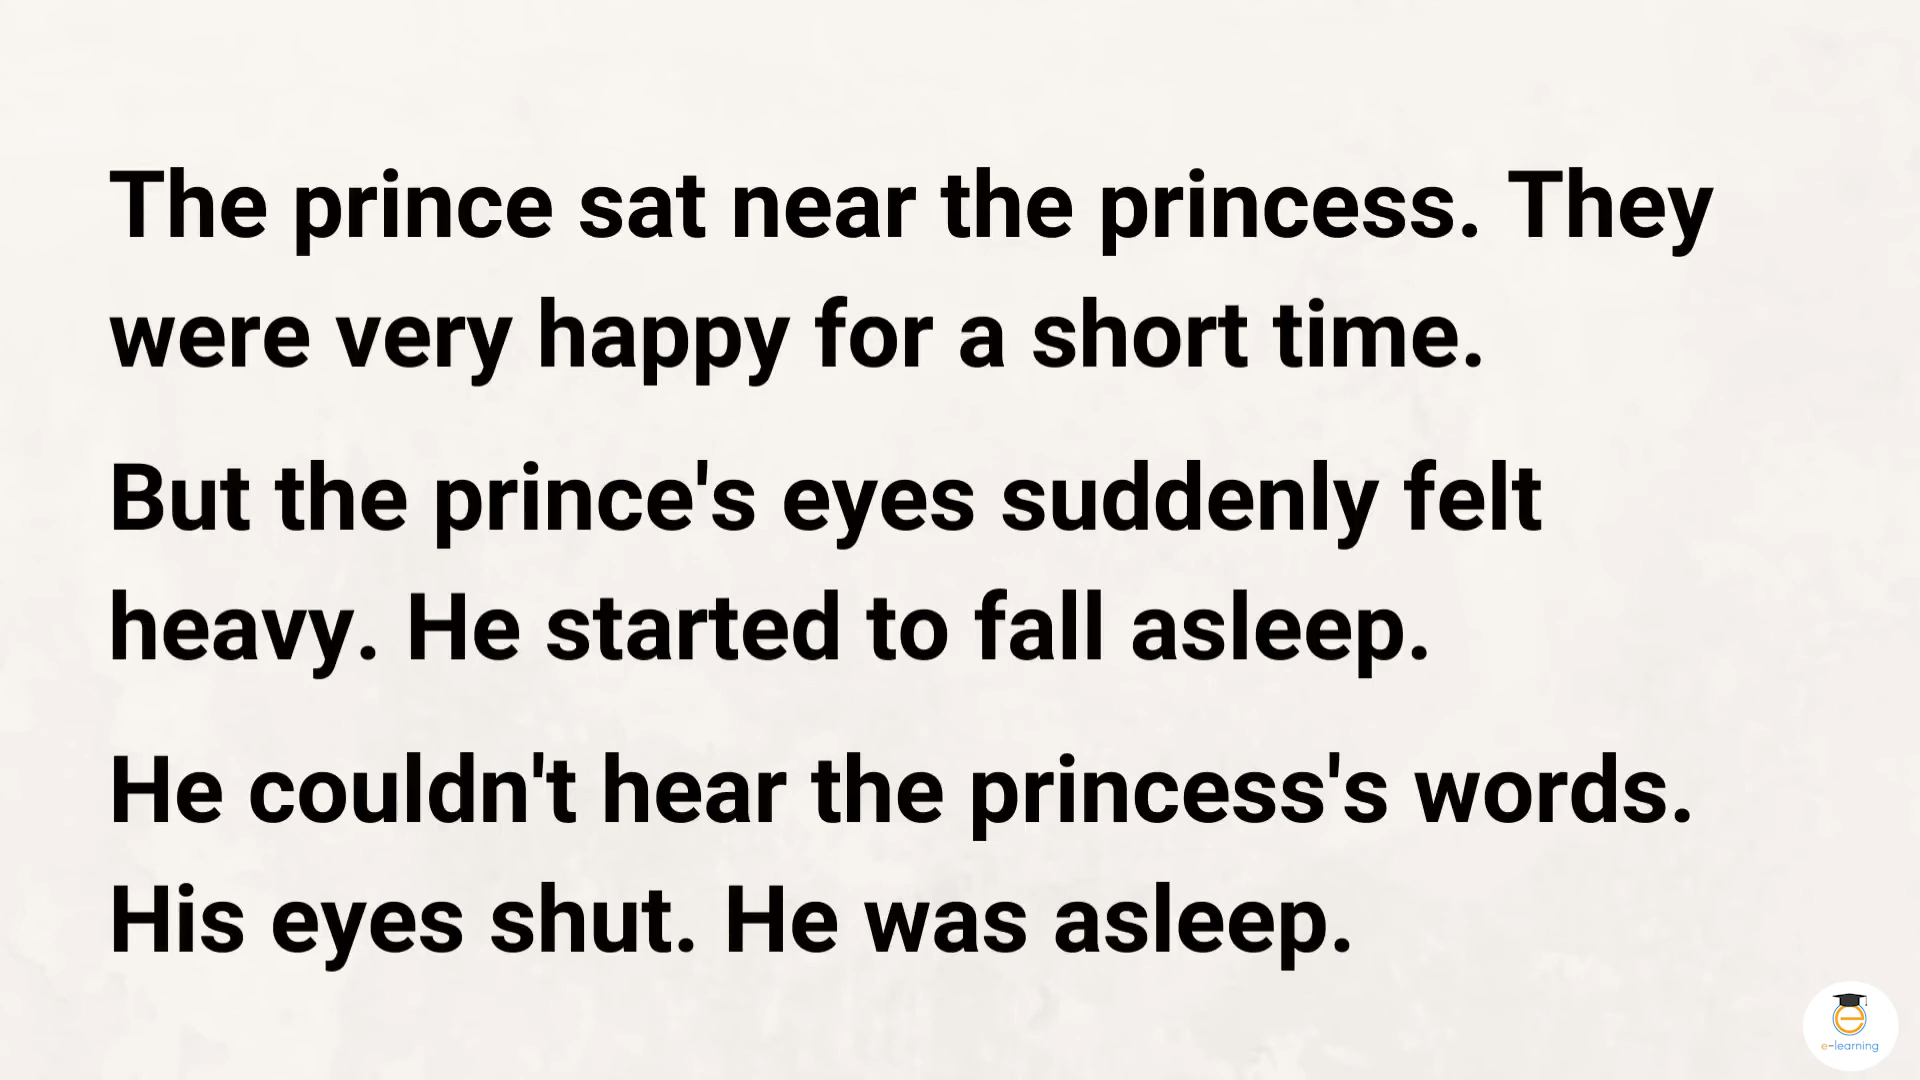 The prince sat near the princess. They
were very happy for a short time.
But the prince's eyes suddenly felt
heavy. He started to fall asleep.
He couldn't hear the princess's words.
His eyes shut. He was asleep.
e-learning